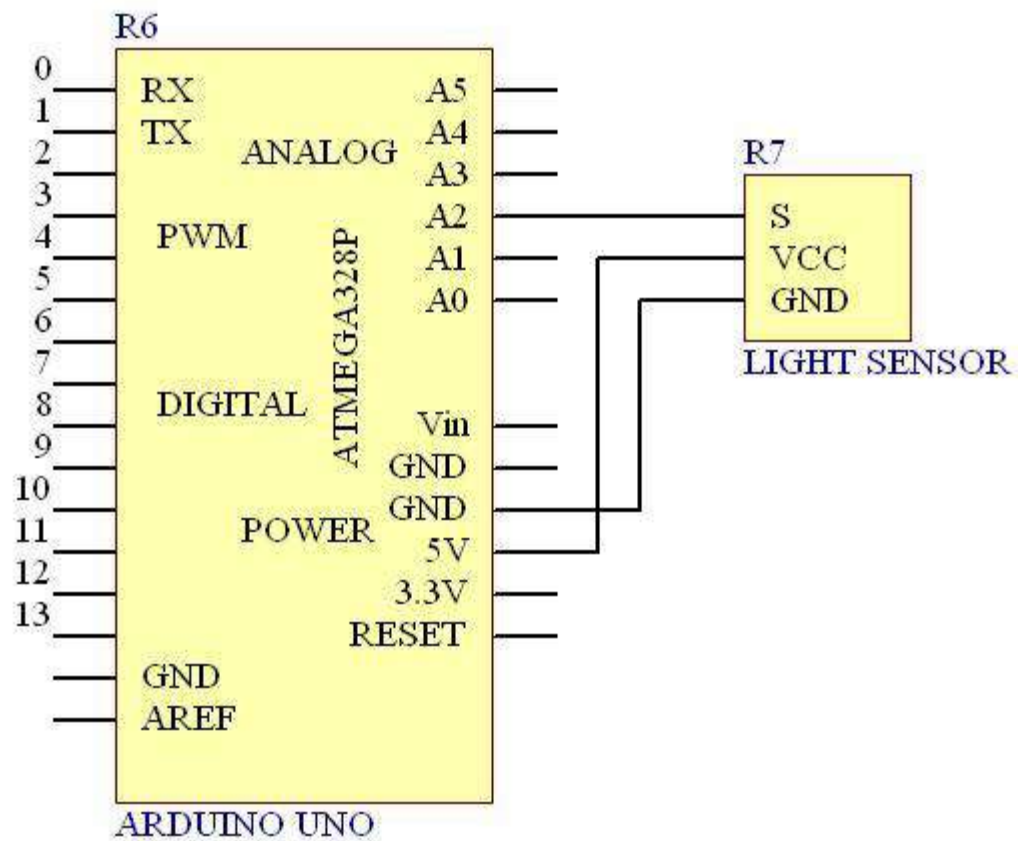 R6
0
1
2
3
4
5
6
7
8
9
10
11
12
13
RX
TX
ANALOG
PWM
ATMEGA328P
DIGITAL
POWER
GND
AREF
A5
A4
A3
A2
A1
A0
Vin
GND
GND
5V
3.3V
RESET
ARDUINO UNO
R7
S
VCC
GND
LIGHT SENSOR